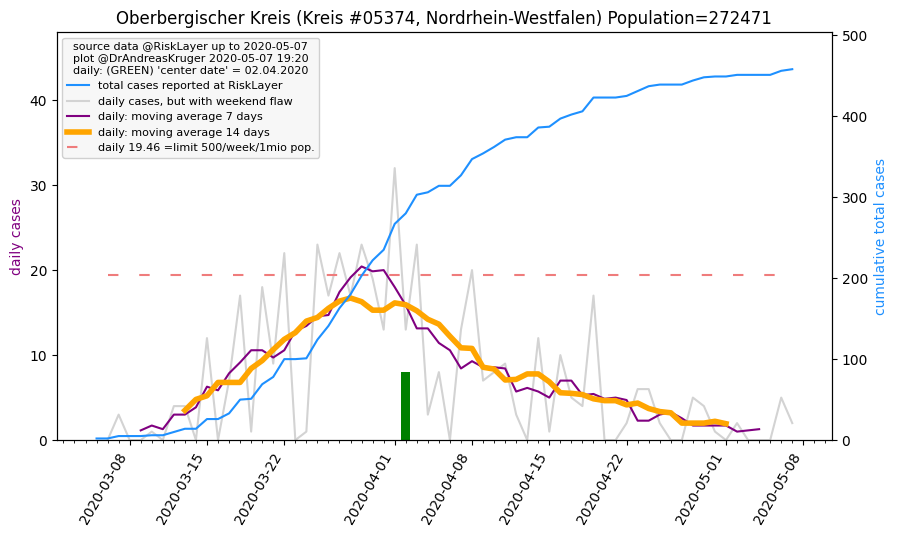 Oberbergischer Kreis (Kreis #05374, Nordrhein-Westfalen) Population=272471
source data @RiskLayer up to 2020-05-07
plot @DrAndreasKruger 2020-05-07 19:20
daily: (GREEN) 'center date' = 02.04.2020
total cases reported at RiskLayer
daily cases, but with weekend flaw
daily: moving average 7 days
daily: moving average 14 days
daily 19.46 =limit 500/week/1mio pop.
daily cases
0
10
20
30
40
cumulative total cases
0
100
200
300
400
500
2020-03-08
2020-03-15
2020-03-22
2020-04-01
2020-04-08
2020-04-15
2020-04-22
2020-05-01
2020-05-08